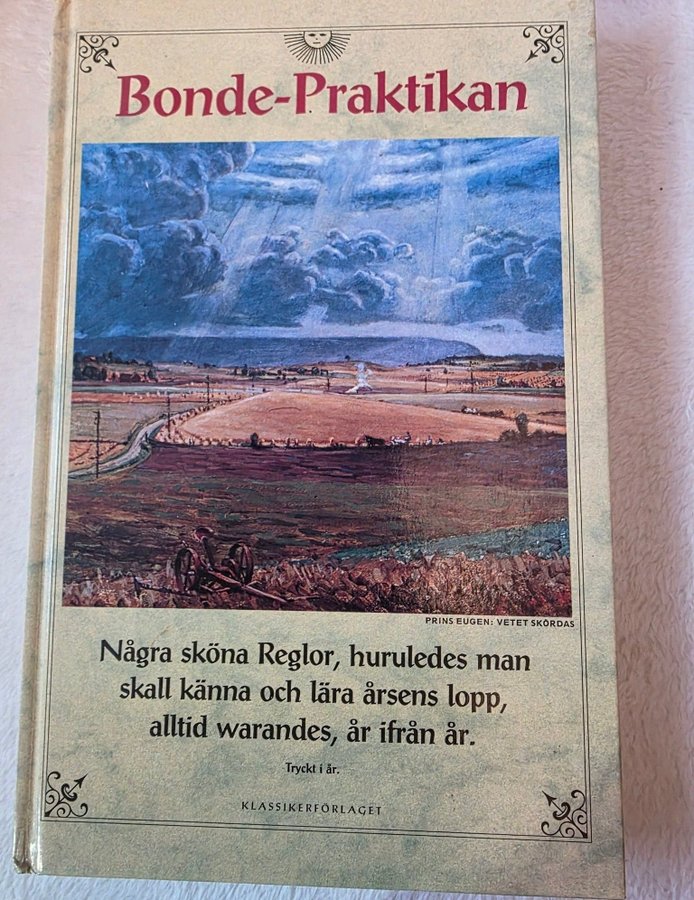 Bonde-Praktikan
PRINS EUGEN: VETET SKÖRDAS
Några sköna Reglor, huruledes man
skall känna och lära årsens lopp,
alltid warandes, år ifrån år.
Tryckt i år.
KLASSIKERFÖRLAGET